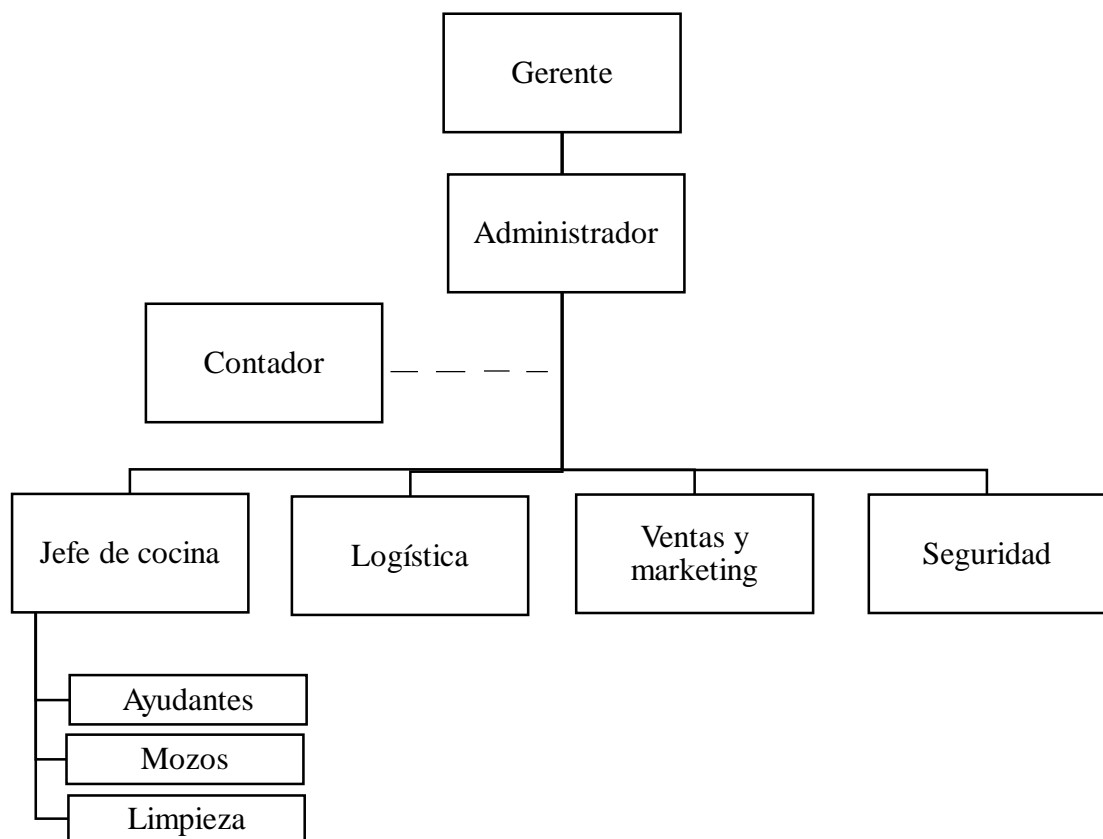 Gerente
Administrador
Contador
Jefe de cocina
Logística
Ventas y
marketing
Seguridad
Ayudantes
Mozos
Limpieza